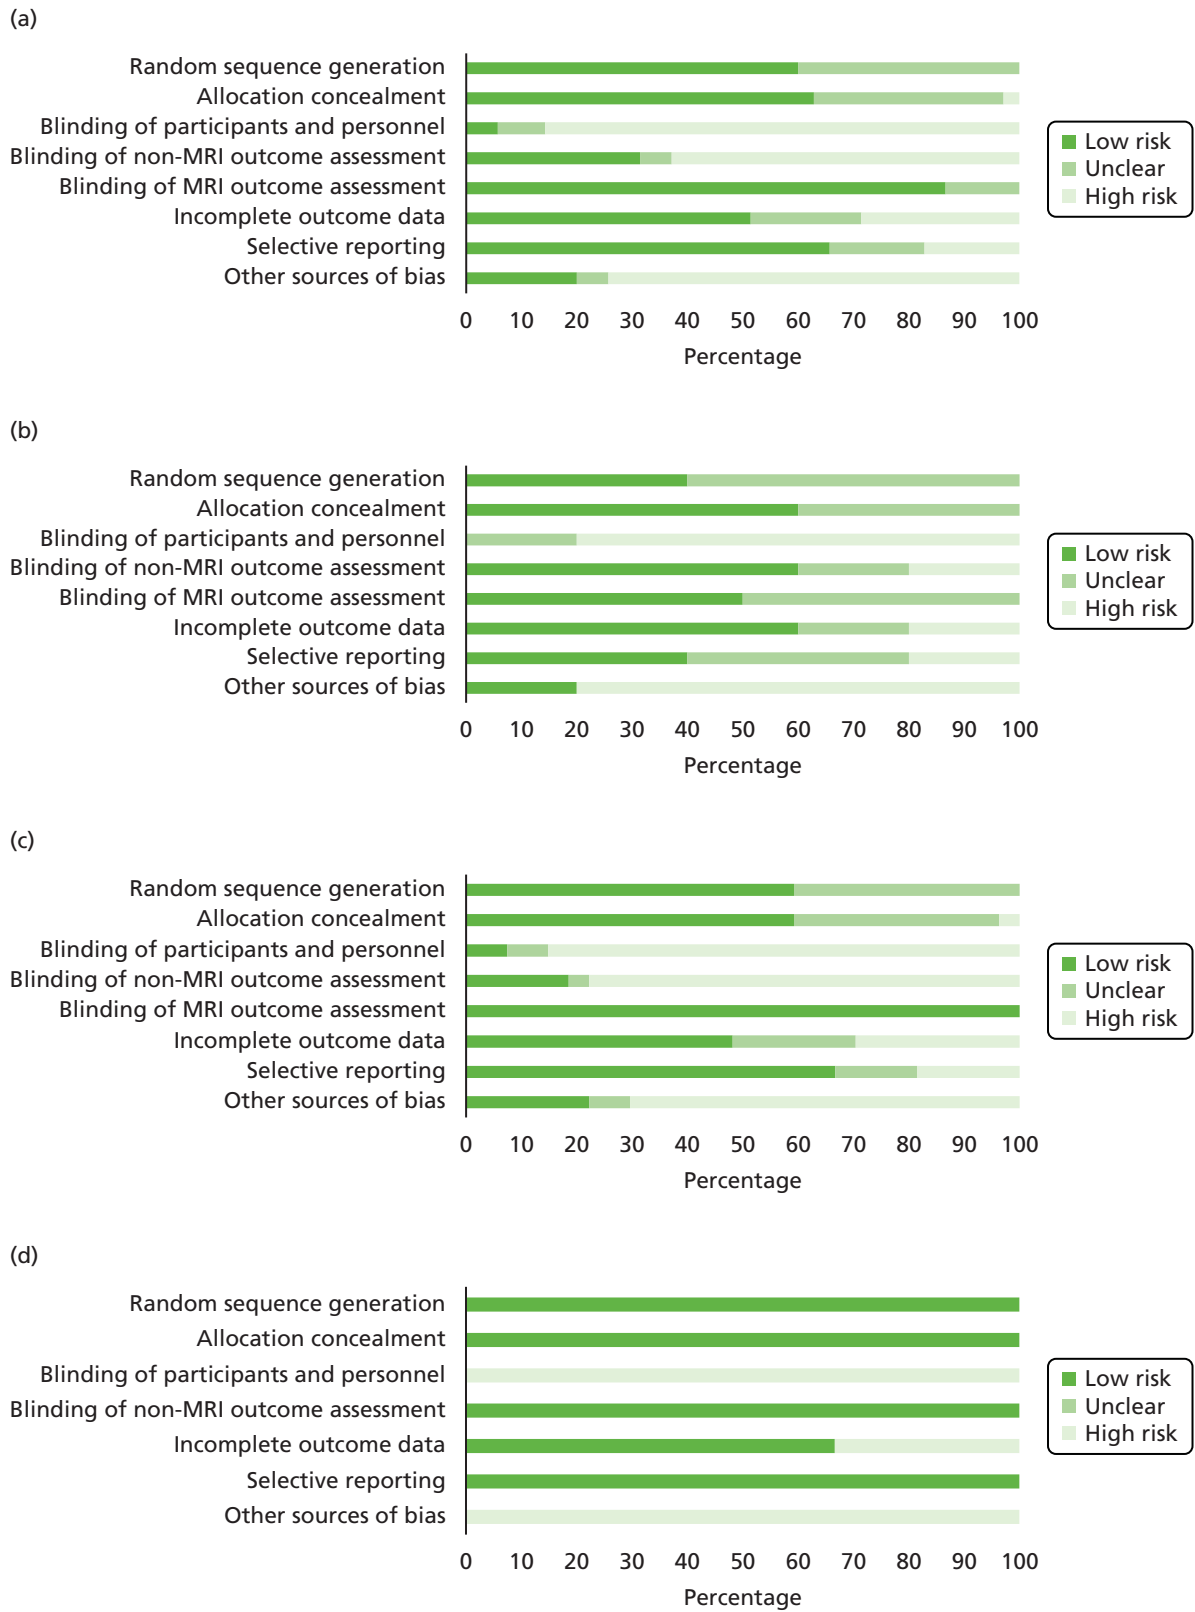 (a)
Random sequence generation
Allocation concealment
Blinding of participants and personnel
Blinding of non-MRI outcome assessment
Blinding of MRI outcome assessment
Incomplete outcome data
Selective reporting
Other sources of bias
0 10 20 30 40 50 60 70 80 90 100
Percentage
Low risk
Unclear
High risk
(b)
Random sequence generation
Allocation concealment
Blinding of participants and personnel
Blinding of non-MRI outcome assessment
Blinding of MRI outcome assessment
Incomplete outcome data
Selective reporting
Other sources of bias
0 10 20 30 40 50 60 70 80 90 100
Percentage
Low risk
Unclear
High risk
(c)
Random sequence generation
Allocation concealment
Blinding of participants and personnel
Blinding of non-MRI outcome assessment
Blinding of MRI outcome assessment
Incomplete outcome data
Selective reporting
Other sources of bias
0 10 20 30 40 50 60 70 80 90 100
Percentage
Low risk
Unclear
High risk
(d)
Random sequence generation
Allocation concealment
Blinding of participants and personnel
Blinding of non-MRI outcome assessment
Incomplete outcome data
Selective reporting
Other sources of bias
0 10 20 30 40 50 60 70 80 90 100
Percentage
Low risk
Unclear
High risk